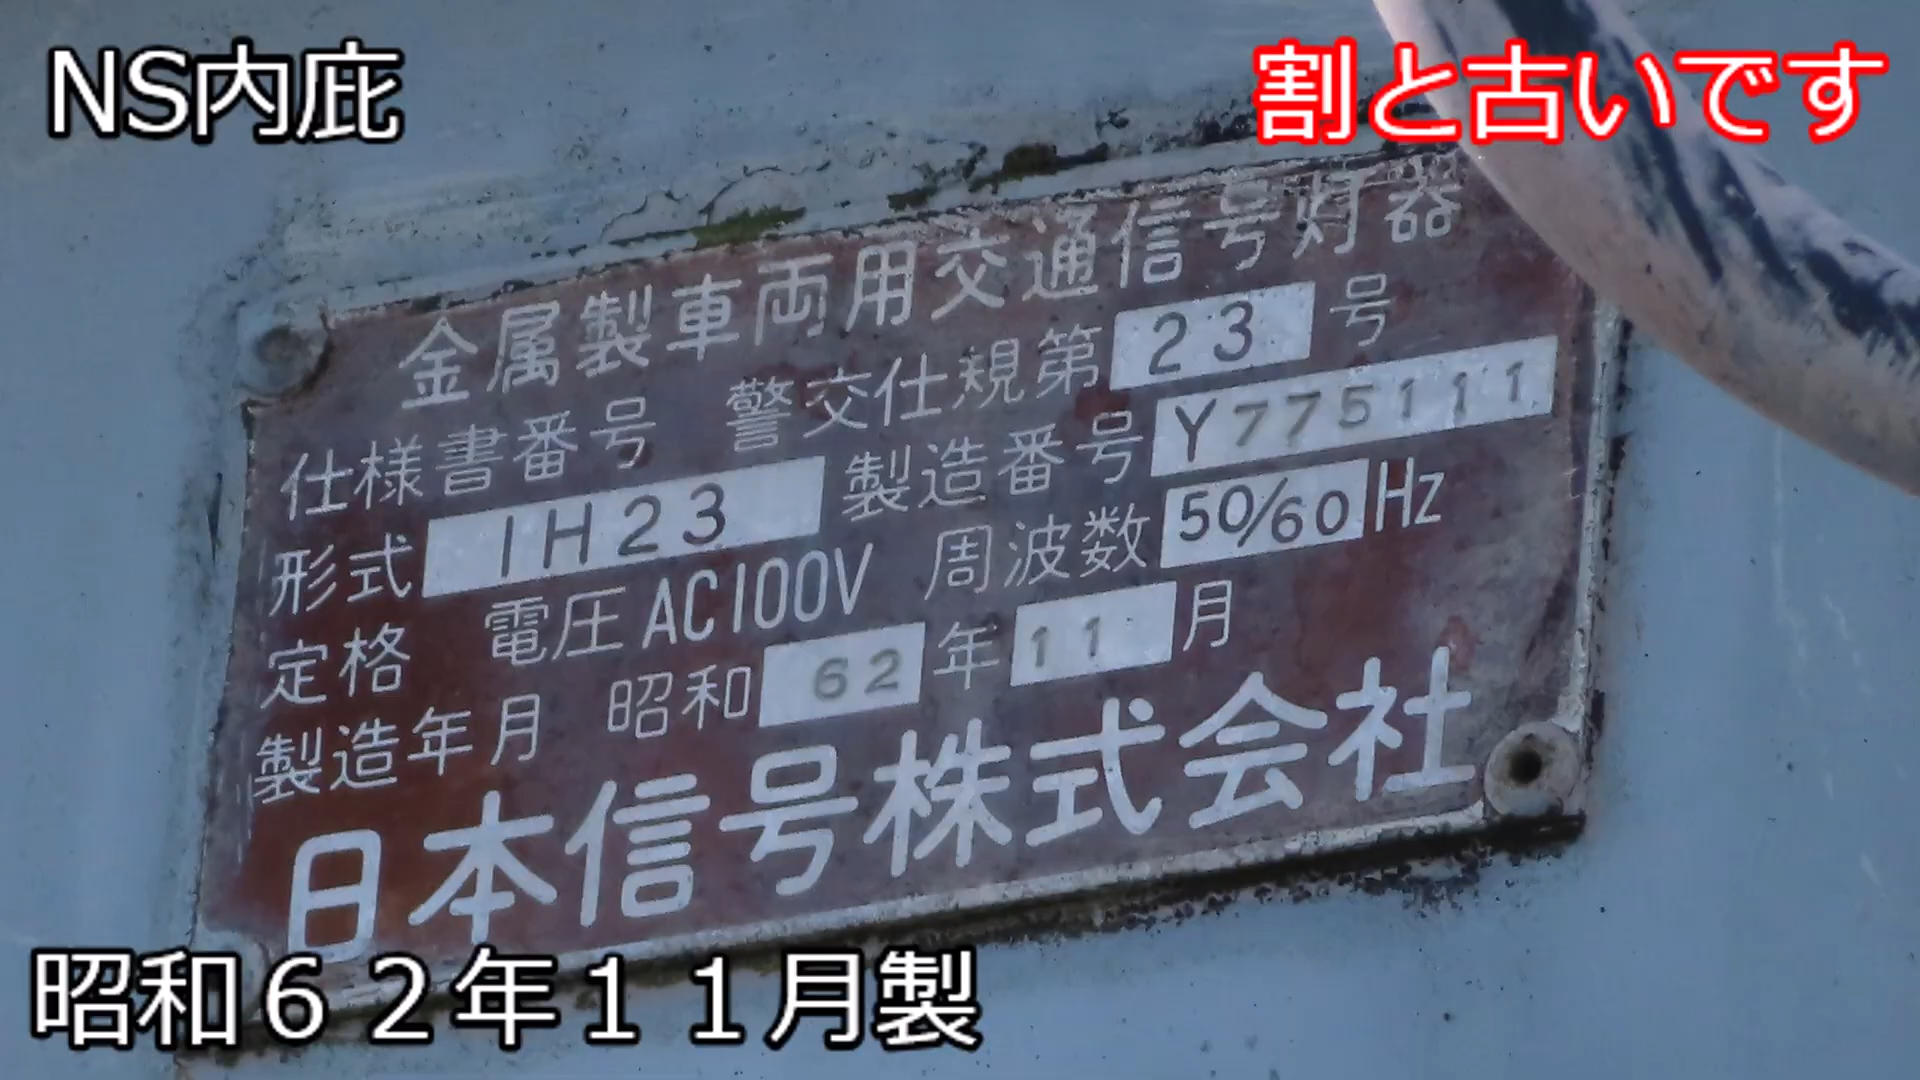 NS内庇
割と古いです
金属製車両用交通信号灯器
仕様書番号 警交仕規第 23 号
形式 1H23 製造番号 Y775111
定格 電圧 AC100V 周波数 50/60 Hz
製造年月 昭和 62 年 11 月
日本信号株式会社
昭和６２年１１月製